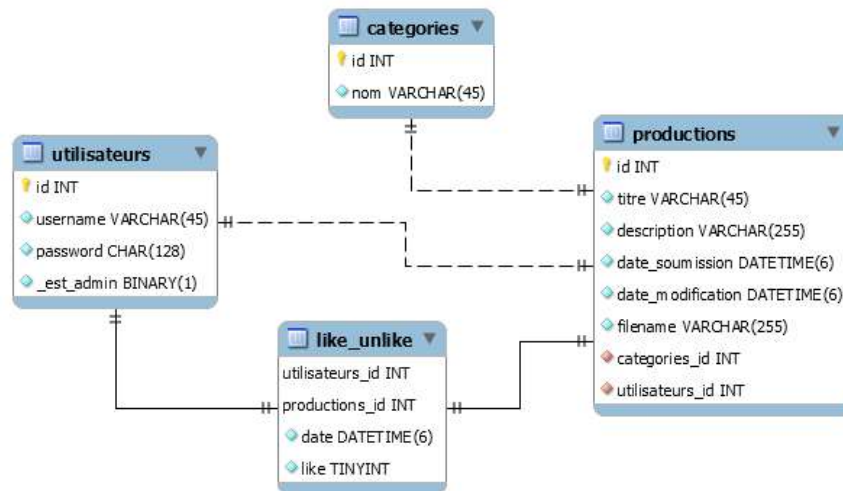 categories
id INT
nom VARCHAR(45)
utilisateurs
id INT
username VARCHAR(45)
password CHAR(128)
_est_admin BINARY(1)
productions
id INT
titre VARCHAR(45)
description VARCHAR(255)
date_soumission DATETIME(6)
date_modification DATETIME(6)
filename VARCHAR(255)
categories_id INT
utilisateurs_id INT
like_unlike
utilisateurs_id INT
productions_id INT
date DATETIME(6)
like TINYINT